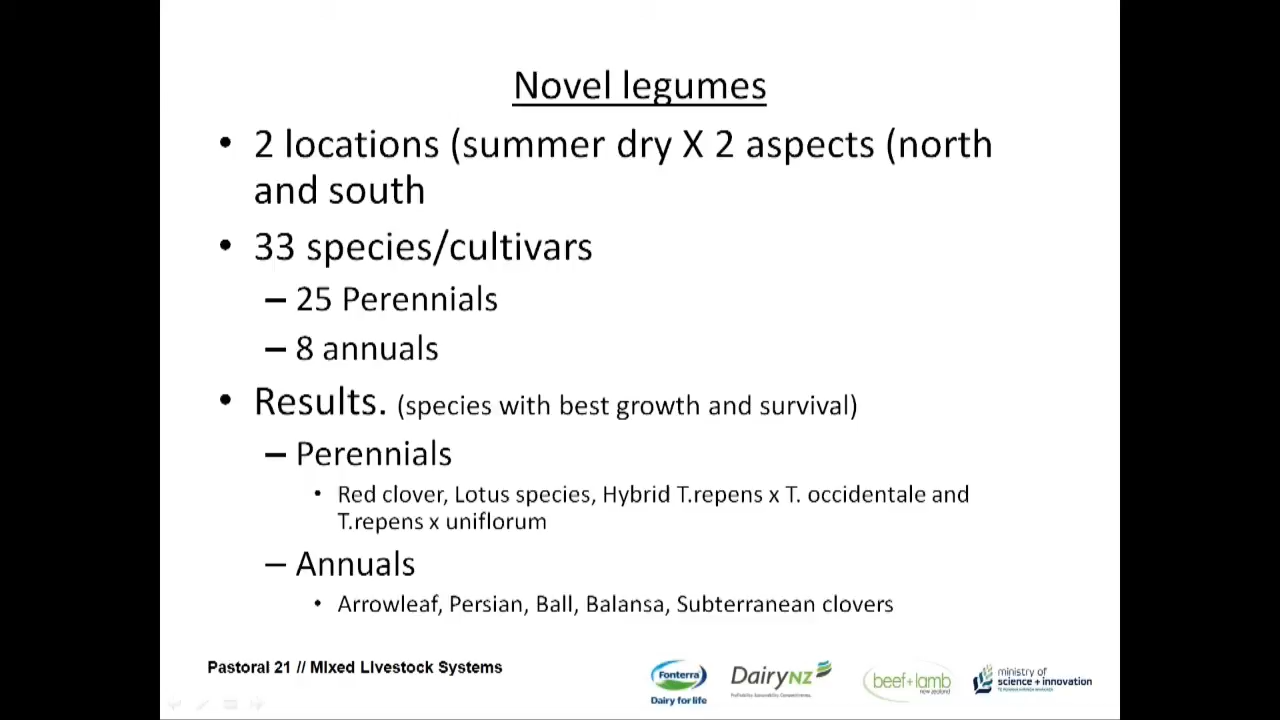 Novel legumes
• 2 locations (summer dry X 2 aspects (north
and south
• 33 species/cultivars
– 25 Perennials
– 8 annuals
• Results. (species with best growth and survival)
– Perennials
• Red clover, Lotus species, Hybrid T.repens x T. occidentale and
T.repens x uniflorum
– Annuals
• Arrowleaf, Persian, Ball, Balansa, Subterranean clovers
Pastoral 21 // Mixed Livestock Systems
Fonterra
Dairy for life
DairyNZ
beef+lamb
new zealand
ministry of
science + innovation